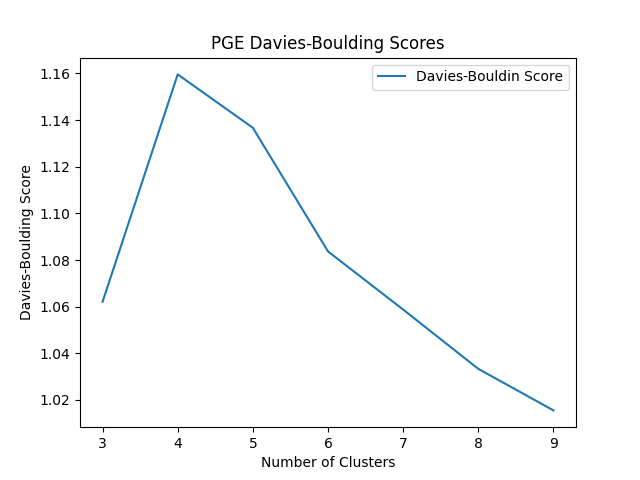 PGE Davies-Boulding Scores
Davies-Bouldin Score
Davies-Boulding Score
1.16
1.14
1.12
1.10
1.08
1.06
1.04
1.02
3 4 5 6 7 8 9
Number of Clusters